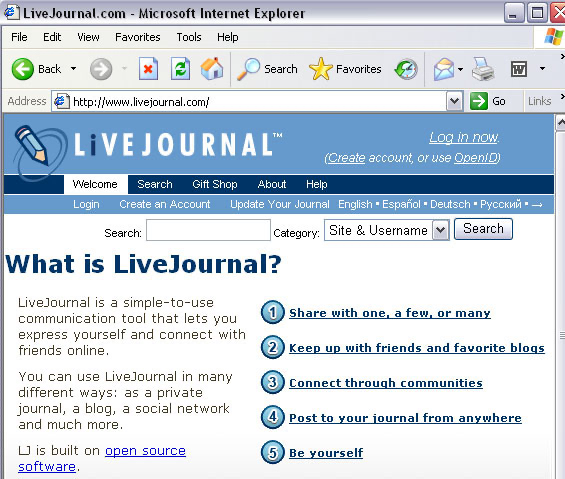 LiveJournal.com - Microsoft Internet Explorer
File Edit View Favorites Tools Help
Back Search Favorites W
Address http://www.livejournal.com/ Go Links
LiVEJOURNAL™ Log in now.
(Create account, or use OpenID)
Welcome Search Gift Shop About Help
Login Create an Account Update Your Journal English • Español • Deutsch • Русский • →
Search: Category: Site & Username Search
What is LiveJournal?
LiveJournal is a simple-to-use
communication tool that lets you
express yourself and connect with
friends online.
You can use LiveJournal in many
different ways: as a private
journal, a blog, a social network
and much more.
LJ is built on open source
software.
1 Share with one, a few, or many
2 Keep up with friends and favorite blogs
3 Connect through communities
4 Post to your journal from anywhere
5 Be yourself